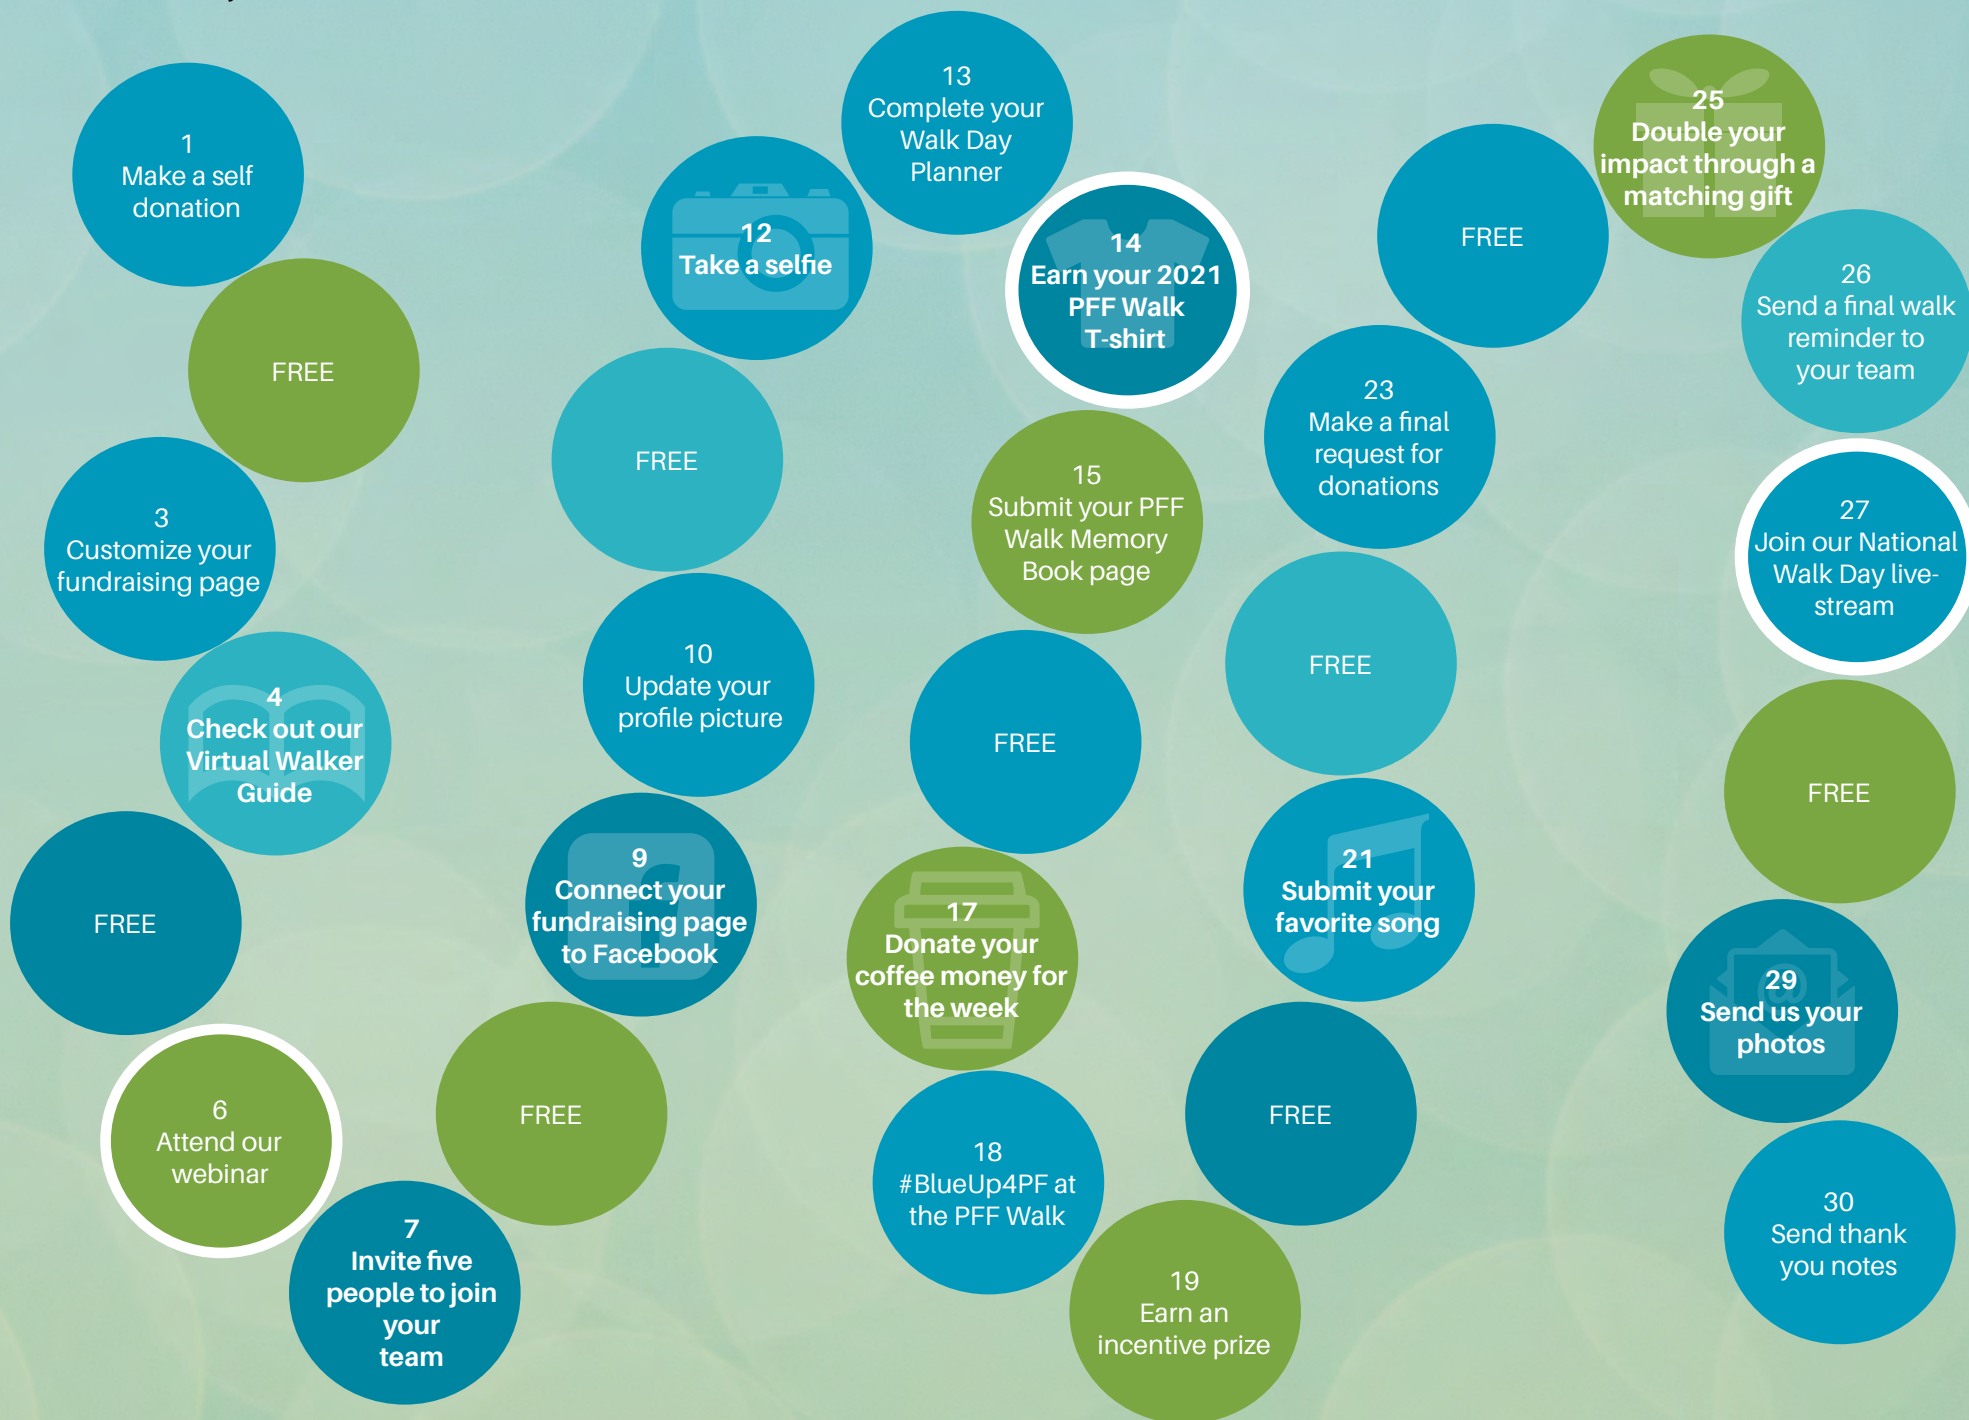 1
Make a self
donation
FREE
3
Customize your
fundraising page
4
Check out our
Virtual Walker
Guide
FREE
6
Attend our
webinar
7
Invite five
people to join
your
team
FREE
9
Connect your
fundraising page
to Facebook
10
Update your
profile picture
FREE
12
Take a selfie
13
Complete your
Walk Day
Planner
14
Earn your 2021
PFF Walk
T-shirt
15
Submit your PFF
Walk Memory
Book page
FREE
17
Donate your
coffee money for
the week
18
#BlueUp4PF at
the PFF Walk
19
Earn an
incentive prize
FREE
21
Submit your
favorite song
FREE
23
Make a final
request for
donations
FREE
25
Double your
impact through a
matching gift
26
Send a final walk
reminder to
your team
27
Join our National
Walk Day live-
stream
FREE
29
@
Send us your
photos
30
Send thank
you notes